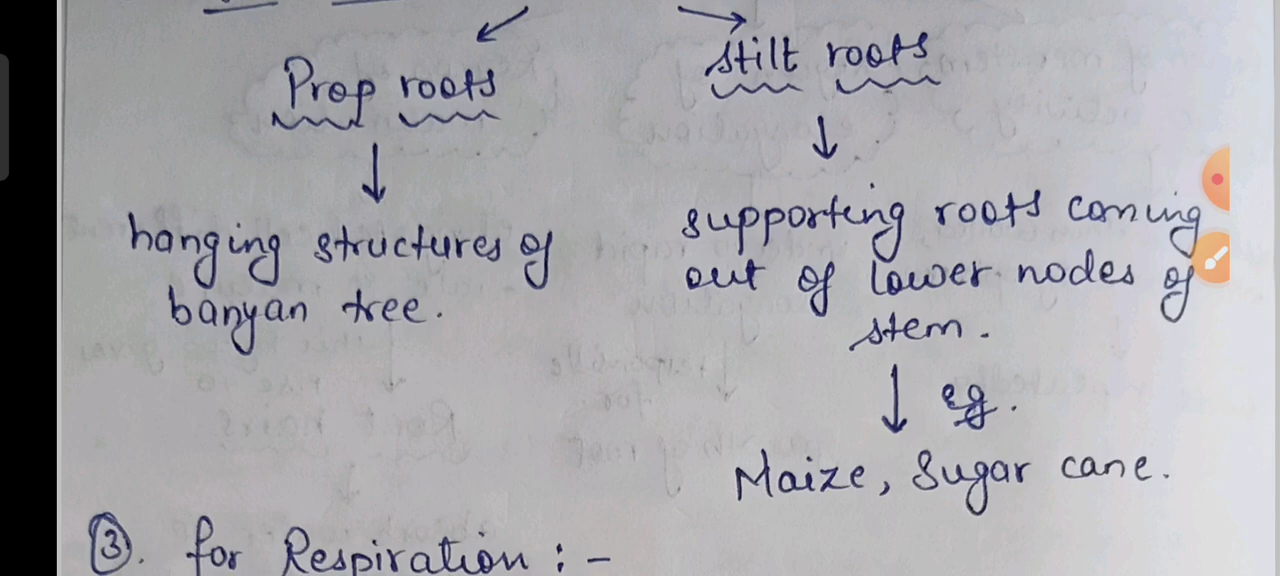 Prop roots
stilt roots
hanging structures of
banyan tree.
supporting roots coming
out of lower nodes of
stem.
eg.
Maize, Sugar cane.
3. for Respiration : -